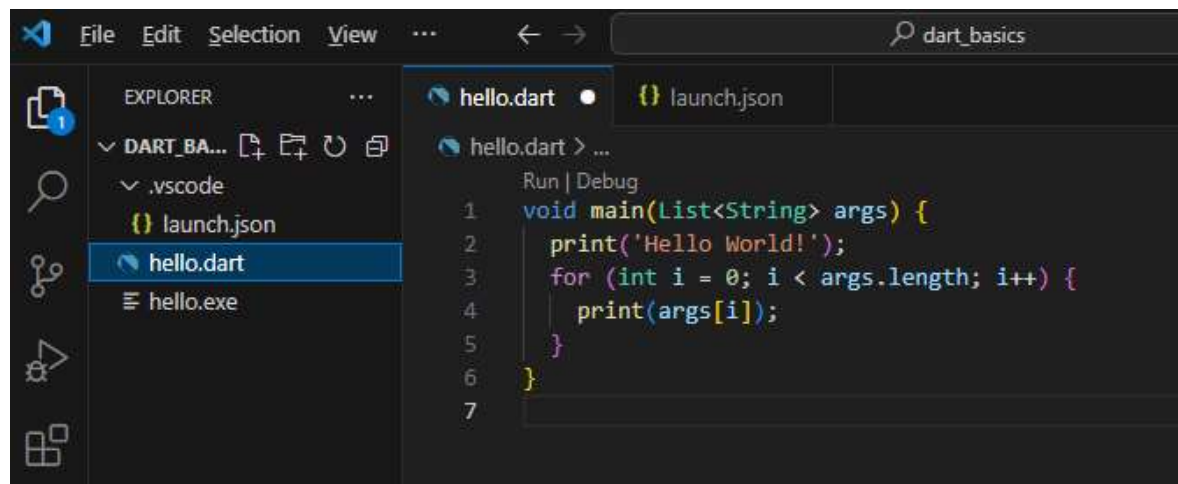 File Edit Selection View ··· ← → dart_basics
EXPLORER ···
DART_BA...
.vscode
{} launch.json
hello.dart
hello.exe
1
hello.dart ● {} launch.json
hello.dart > ...
Run | Debug
1 void main(List<String> args) {
2   print('Hello World!');
3   for (int i = 0; i < args.length; i++) {
4     print(args[i]);
5   }
6 }
7